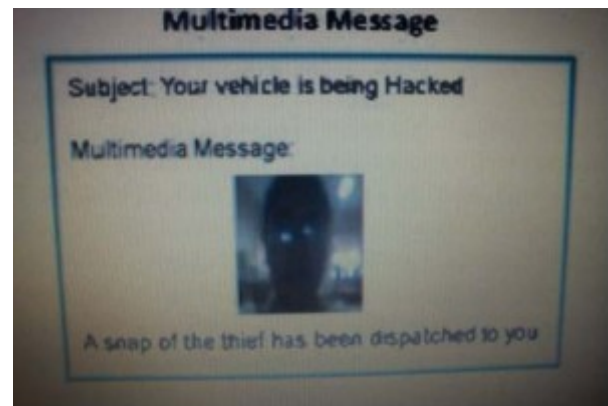 Multimedia Message
Subject: Your vehicle is being Hacked
Multimedia Message:
A snap of the thief has been dispatched to you